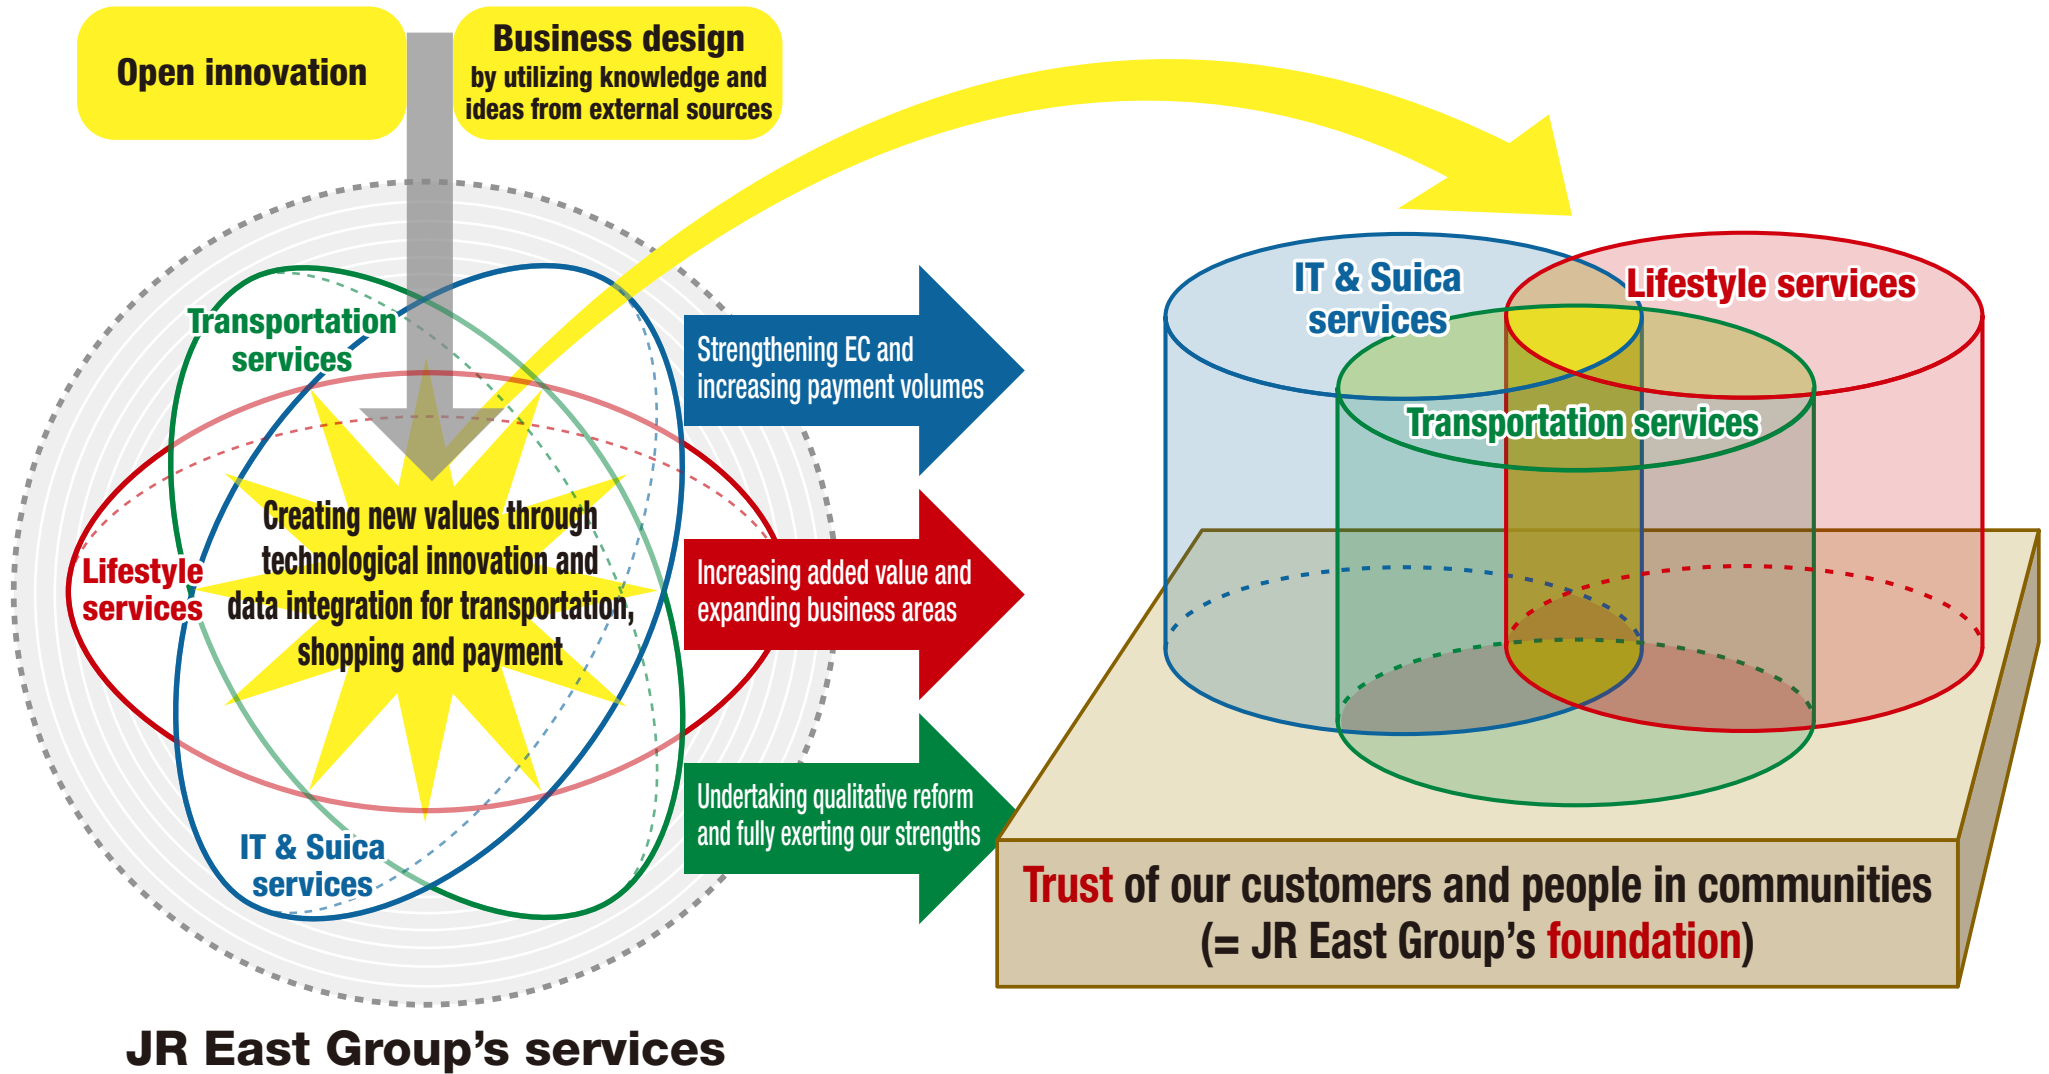 Open innovation
Business design
by utilizing knowledge and
ideas from external sources
Transportation
services
Lifestyle
services
Creating new values through
technological innovation and
data integration for transportation,
shopping and payment
IT & Suica
services
JR East Group’s services
Strengthening EC and
increasing payment volumes
Increasing added value and
expanding business areas
Undertaking qualitative reform
and fully exerting our strengths
IT & Suica
services
Lifestyle services
Transportation services
Trust of our customers and people in communities
(= JR East Group’s foundation)